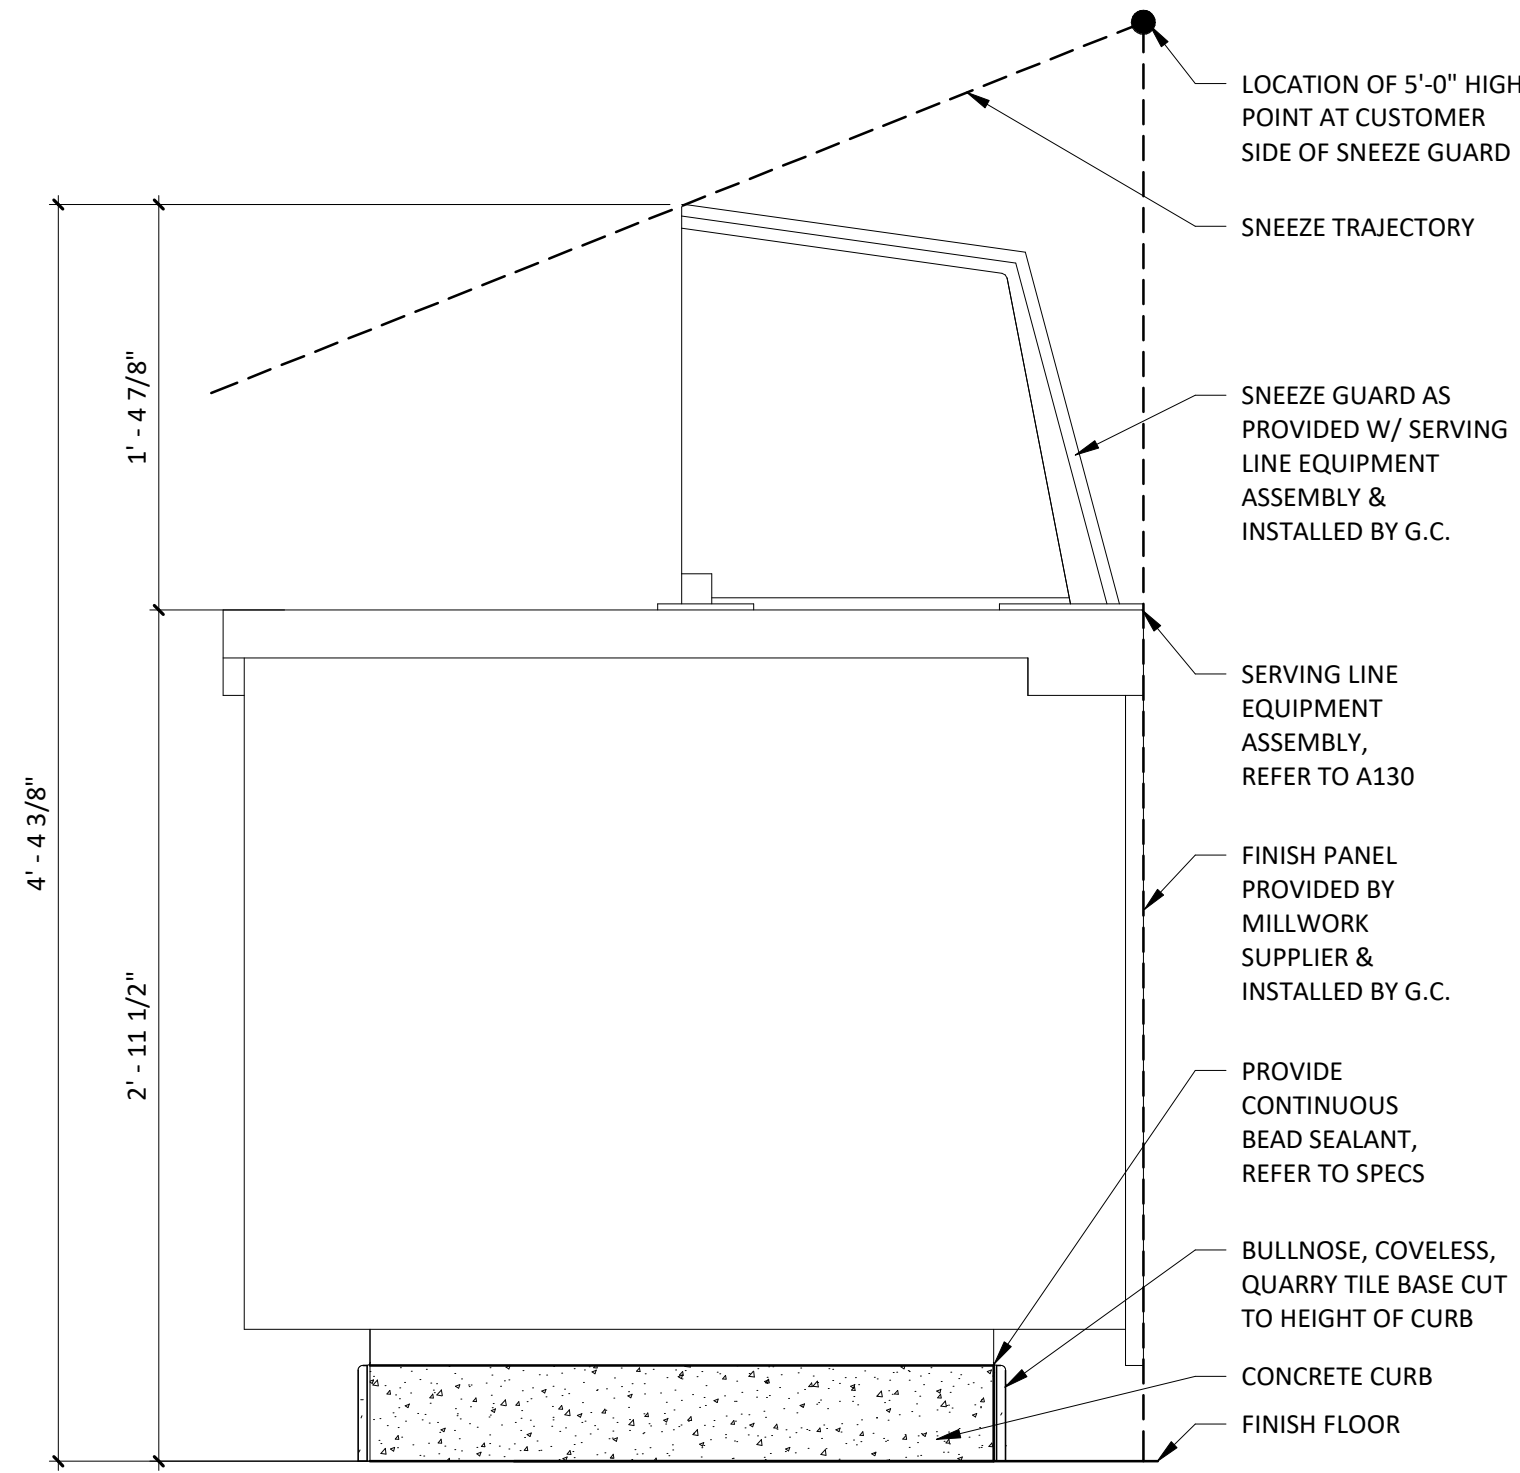 LOCATION OF 5'-0" HIGH
POINT AT CUSTOMER
SIDE OF SNEEZE GUARD
SNEEZE TRAJECTORY
1' - 4 7/8"
SNEEZE GUARD AS
PROVIDED W/ SERVING
LINE EQUIPMENT
ASSEMBLY &
INSTALLED BY G.C.
SERVING LINE
EQUIPMENT
ASSEMBLY,
REFER TO A130
4' - 4 3/8"
FINISH PANEL
PROVIDED BY
MILLWORK
SUPPLIER &
INSTALLED BY G.C.
2' - 11 1/2"
PROVIDE
CONTINUOUS
BEAD SEALANT,
REFER TO SPECS
BULLNOSE, COVELESS,
QUARRY TILE BASE CUT
TO HEIGHT OF CURB
CONCRETE CURB
FINISH FLOOR